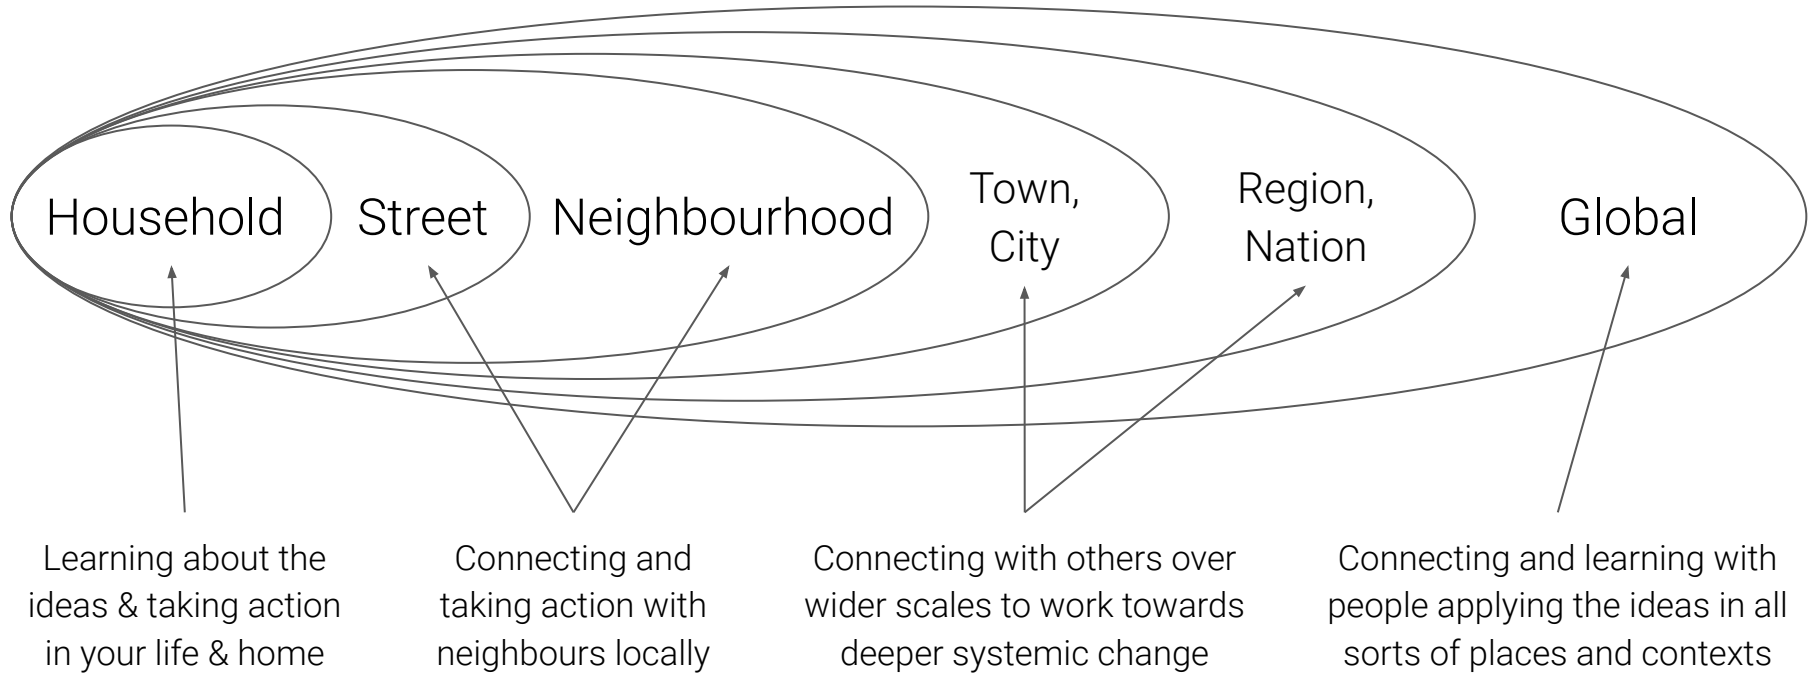 Household
Street
Neighbourhood
Town,
City
Region,
Nation
Global
Learning about the
ideas & taking action
in your life & home
Connecting and
taking action with
neighbours locally
Connecting with others over
wider scales to work towards
deeper systemic change
Connecting and learning with
people applying the ideas in all
sorts of places and contexts